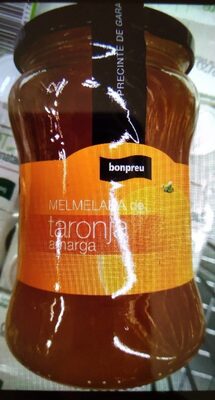 PRECINTE DE GARA
bonpreu
MELMELADA de
taronja
amarga